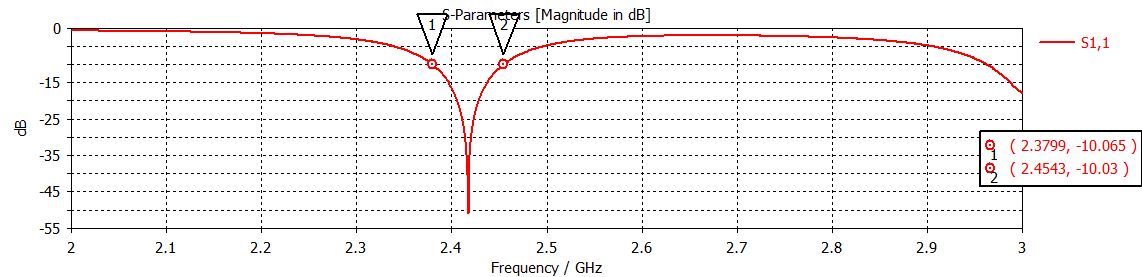 S-Parameters [Magnitude in dB]
1 2
0
-15
-25
-35
-45
-55
dB
2 2.1 2.2 2.3 2.4 2.5 2.6 2.7 2.8 2.9 3
Frequency / GHz
S1,1
1 ( 2.3799, -10.065 )
2 ( 2.4543, -10.03 )